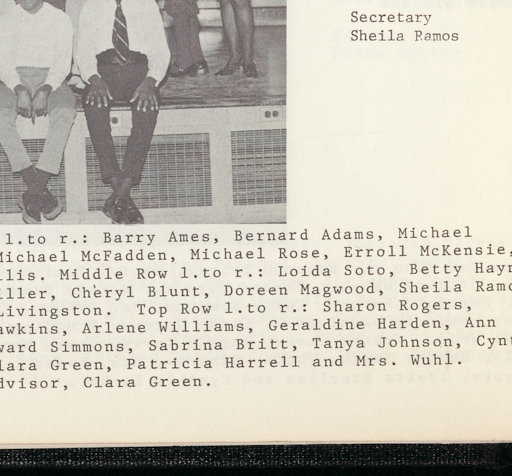 Secretary
Sheila Ramos
l.to r.: Barry Ames, Bernard Adams, Michael
Michael McFadden, Michael Rose, Erroll McKensie,
llis. Middle Row l.to r.: Loida Soto, Betty Hayn
iller, Cheryl Blunt, Doreen Magwood, Sheila Ramo
Livingston. Top Row l.to r.: Sharon Rogers,
awkins, Arlene Williams, Geraldine Harden, Ann
ward Simmons, Sabrina Britt, Tanya Johnson, Cynt
lara Green, Patricia Harrell and Mrs. Wuhl.
dvisor, Clara Green.